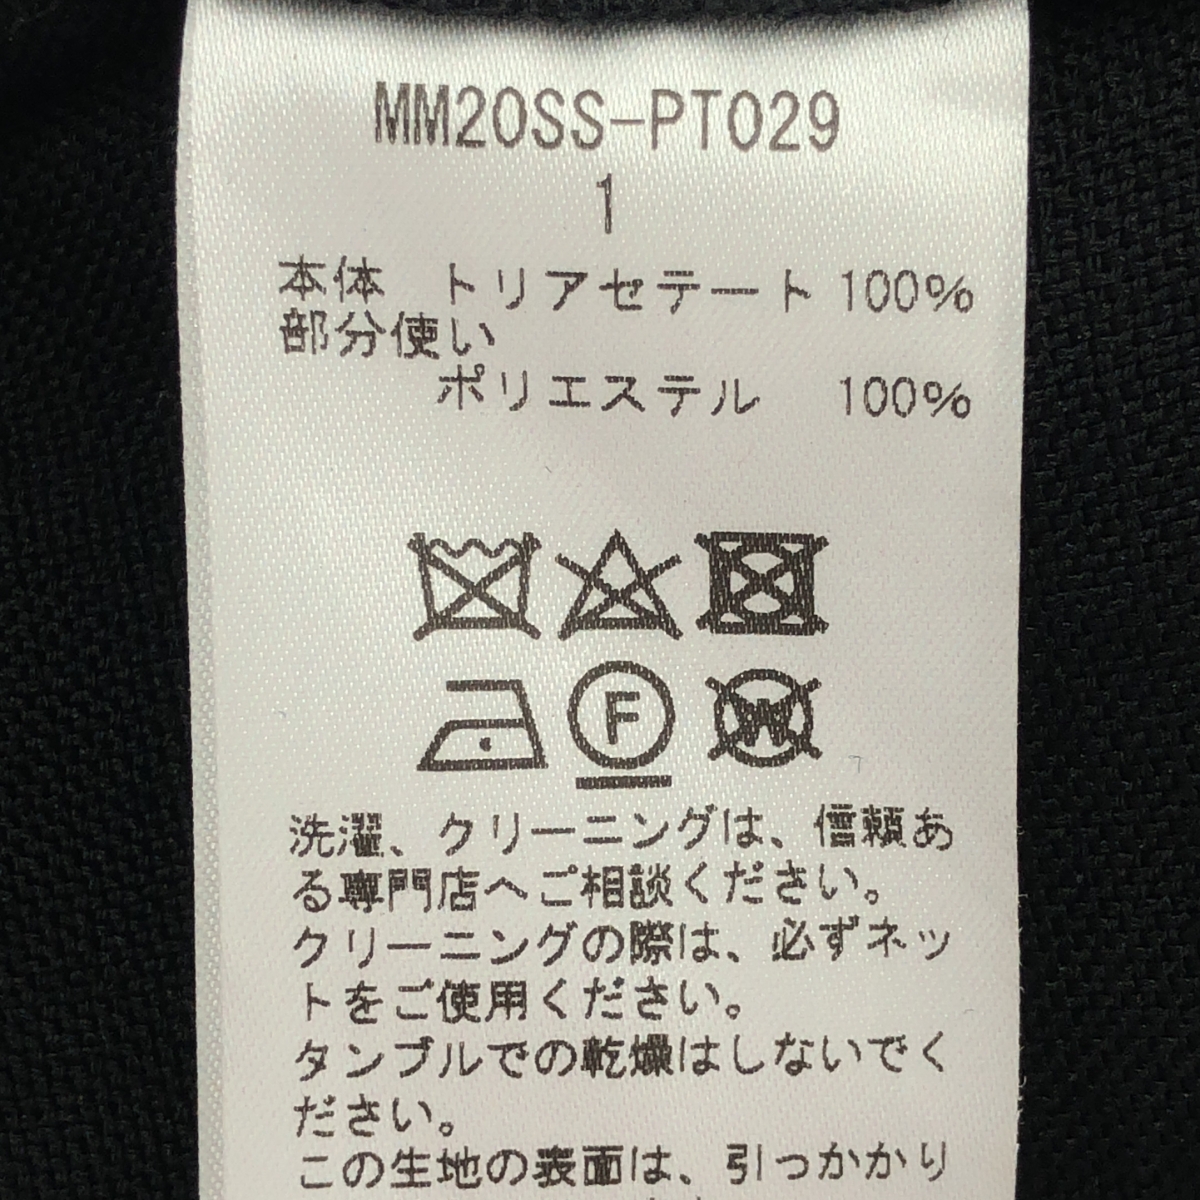 MM20SS-PT029
1
本体 トリアセテート 100%
部分使い
ポリエステル 100%
F
W
洗濯、クリーニングは、信頼あ
る専門店へご相談ください。
クリーニングの際は、必ずネッ
トをご使用ください。
タンブルでの乾燥はしないでく
ださい。
この生地の表面は、引っかかり